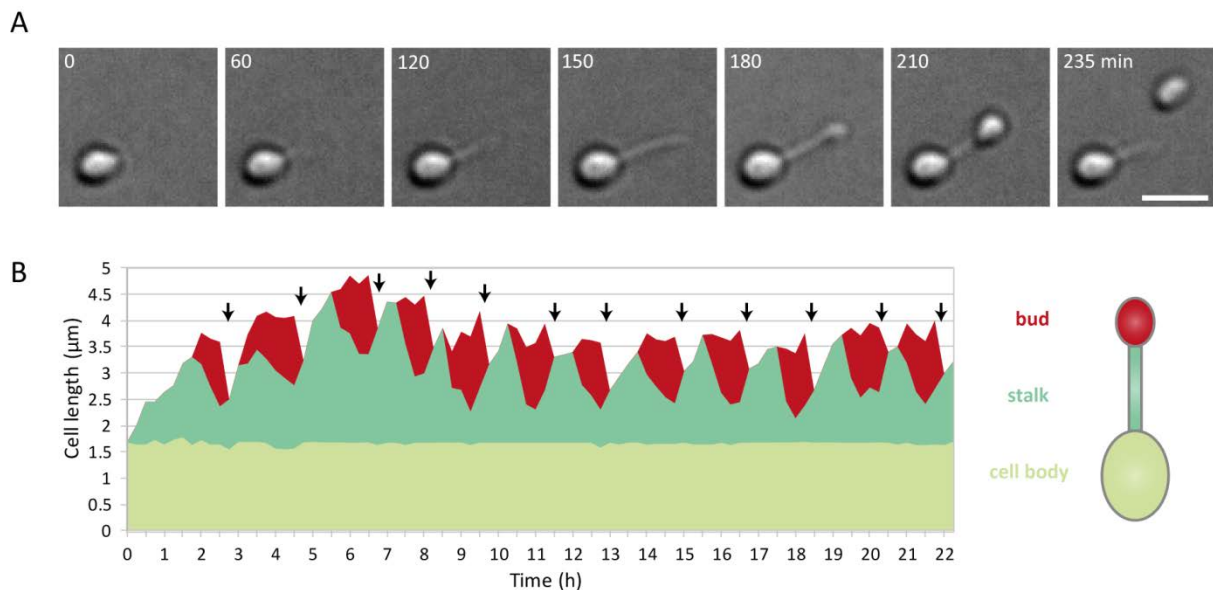 A
0
60
120
150
180
210
235 min
B
Cell length (µm)
5
4.5
4
3.5
3
2.5
2
1.5
1
0.5
0
0 1 2 3 4 5 6 7 8 9 10 11 12 13 14 15 16 17 18 19 20 21 22
Time (h)
bud
stalk
cell body